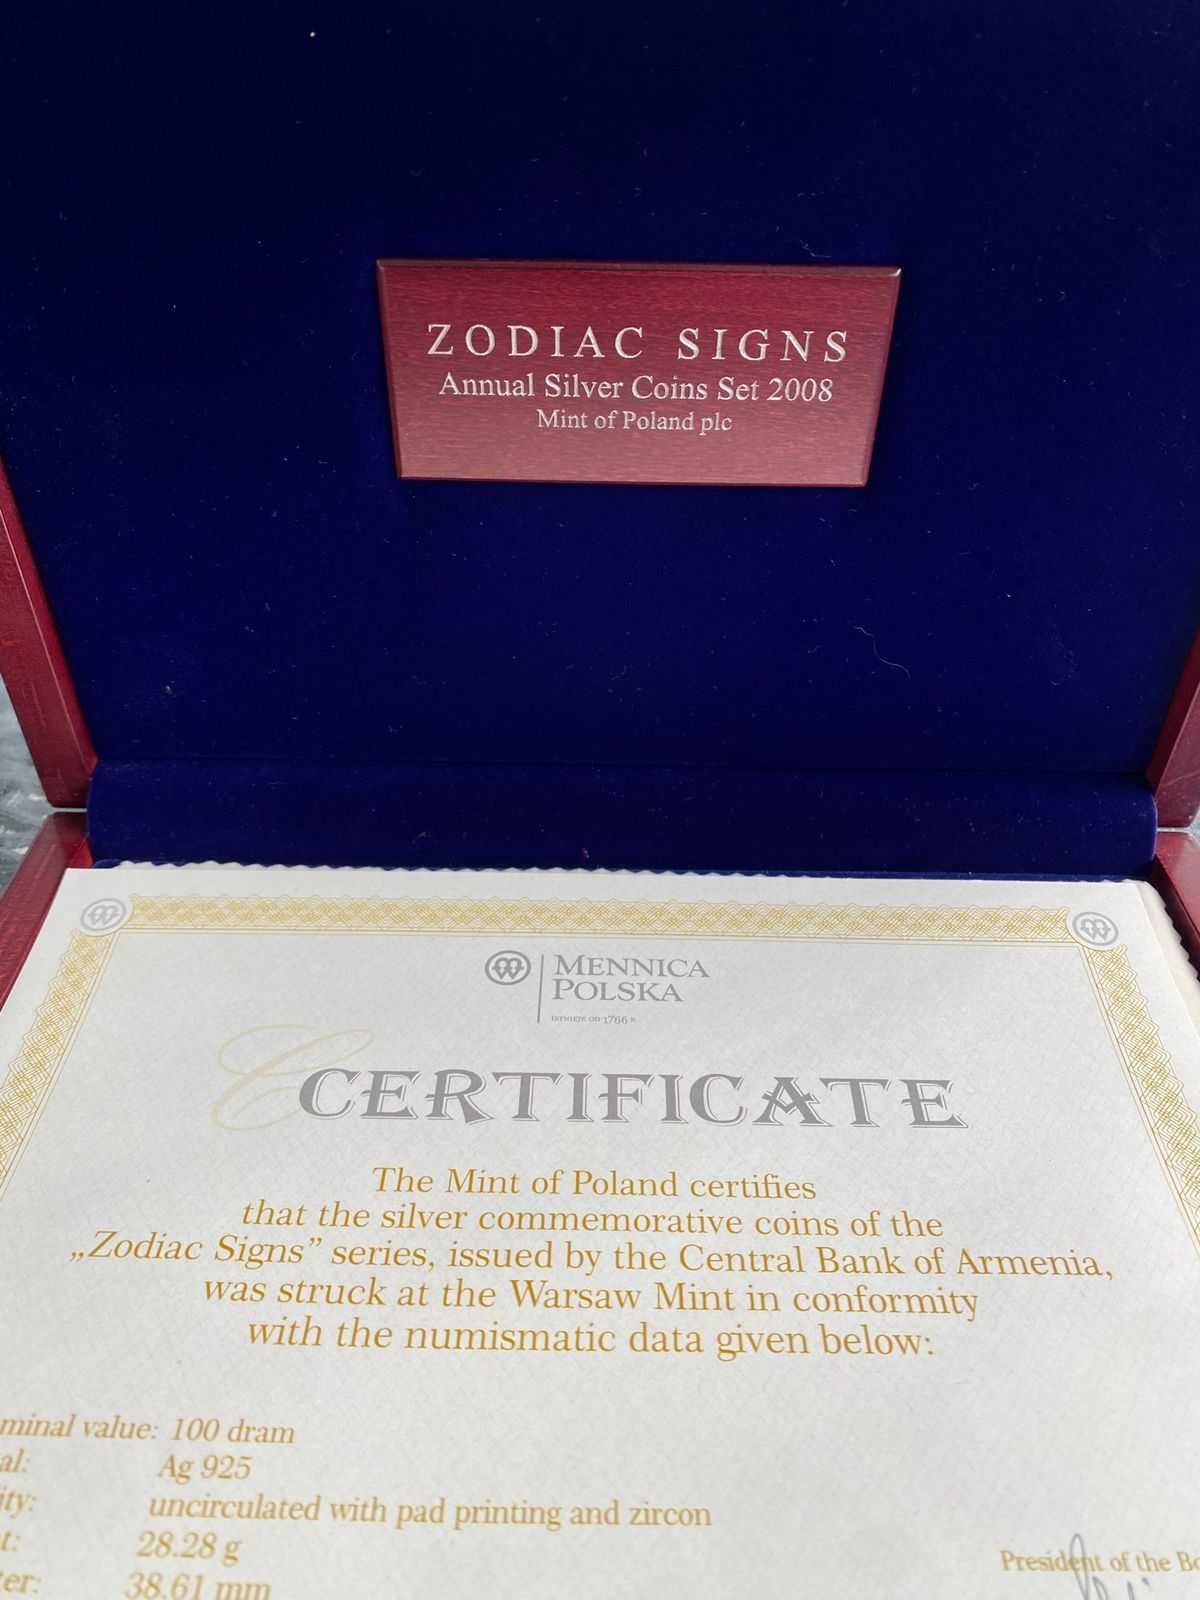 ZODIAC SIGNS
Annual Silver Coins Set 2008
Mint of Poland plc
MENNICA
POLSKA
ISTNIEJE OD 1766 R.
CERTIFICATE
The Mint of Poland certifies
that the silver commemorative coins of the
„Zodiac Signs” series, issued by the Central Bank of Armenia,
was struck at the Warsaw Mint in conformity
with the numismatic data given below:
minal value: 100 dram
al: Ag 925
ity: uncirculated with pad printing and zircon
t: 28.28 g
ter: 38.61 mm
President of the Bo